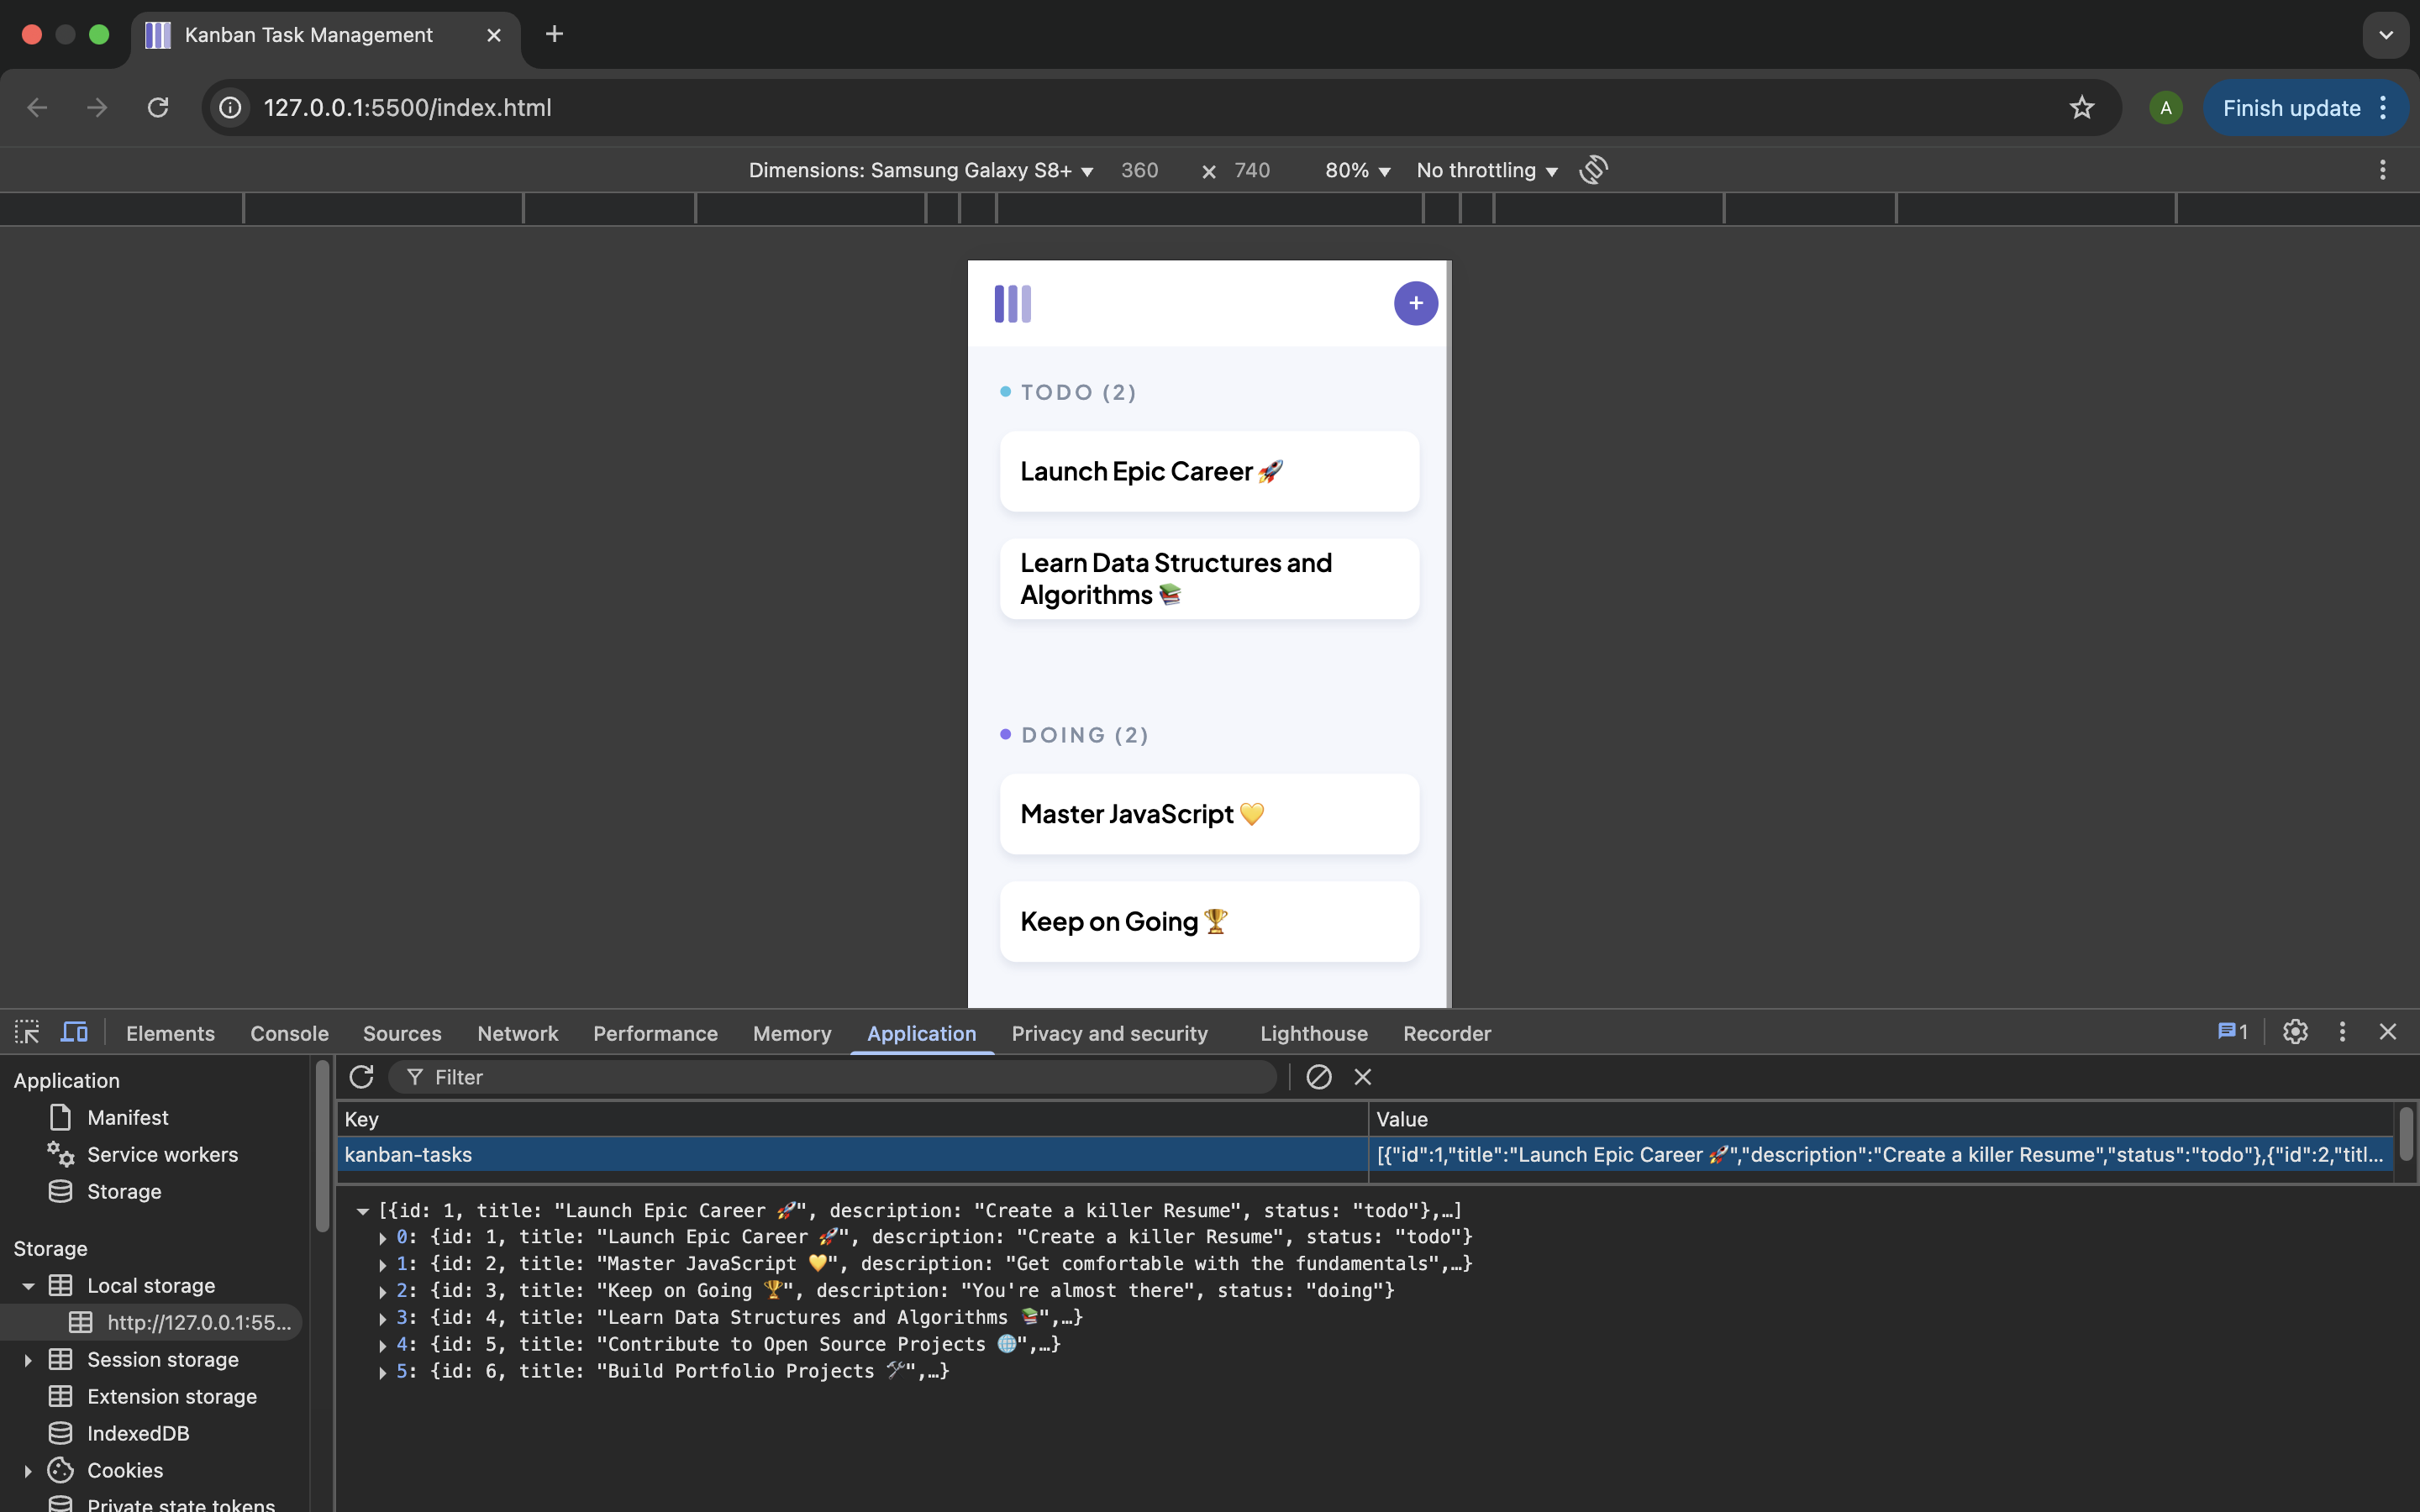 Kanban Task Management
127.0.0.1:5500/index.html
A
Finish update
Dimensions: Samsung Galaxy S8+ 360 × 740 80% No throttling
TODO (2)
Launch Epic Career 🚀
Learn Data Structures and
Algorithms 📚
DOING (2)
Master JavaScript 💛
Keep on Going 🏆
Elements Console Sources Network Performance Memory Application Privacy and security Lighthouse Recorder 1
Application
Manifest
Service workers
Storage
Storage
Local storage
http://127.0.0.1:55...
Session storage
Extension storage
IndexedDB
Cookies
Private state tokens
Filter
Key Value
kanban-tasks [{"id":1,"title":"Launch Epic Career 🚀","description":"Create a killer Resume","status":"todo"},{"id":2,"titl...
[{id: 1, title: "Launch Epic Career 🚀", description: "Create a killer Resume", status: "todo"},…]
0: {id: 1, title: "Launch Epic Career 🚀", description: "Create a killer Resume", status: "todo"}
1: {id: 2, title: "Master JavaScript 💛", description: "Get comfortable with the fundamentals",…}
2: {id: 3, title: "Keep on Going 🏆", description: "You're almost there", status: "doing"}
3: {id: 4, title: "Learn Data Structures and Algorithms 📚",…}
4: {id: 5, title: "Contribute to Open Source Projects 🌐",…}
5: {id: 6, title: "Build Portfolio Projects 🛠️",…}